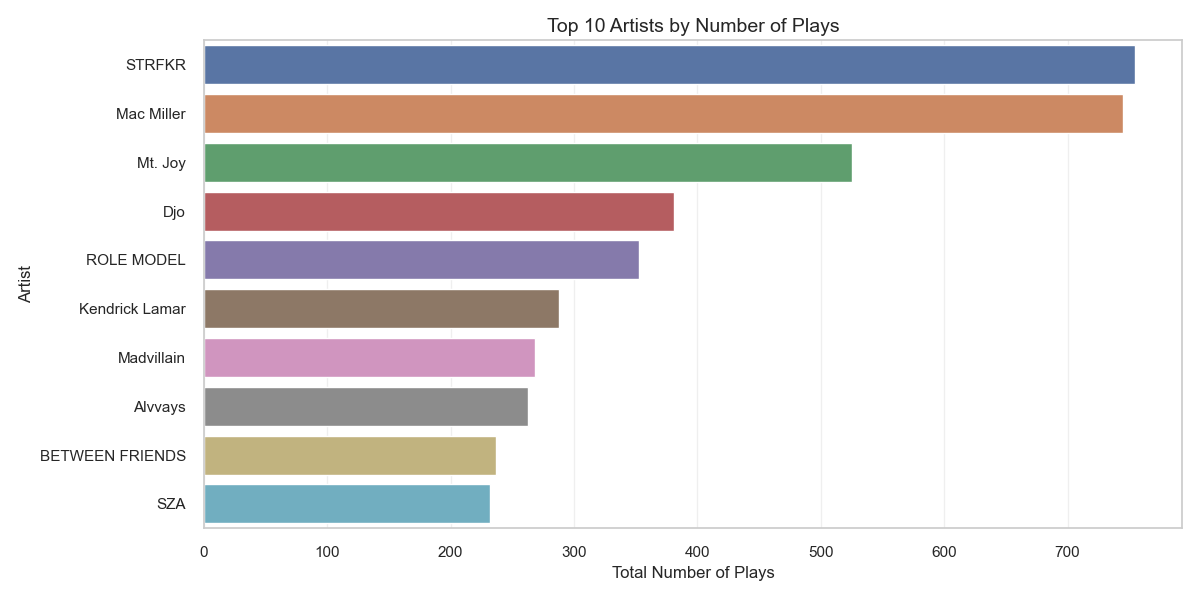 Top 10 Artists by Number of Plays
Artist
STRFKR
Mac Miller
Mt. Joy
Djo
ROLE MODEL
Kendrick Lamar
Madvillain
Alvvays
BETWEEN FRIENDS
SZA
0 100 200 300 400 500 600 700
Total Number of Plays